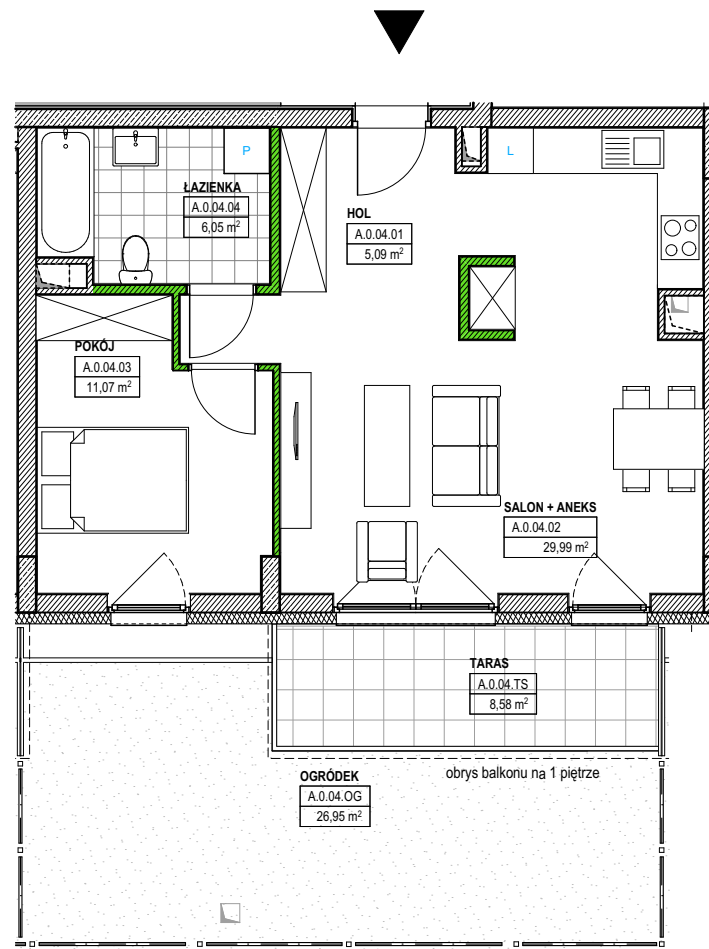 P
L
ŁAZIENKA
A.0.04.04
6,05 m²
HOL
A.0.04.01
5,09 m²
POKÓJ
A.0.04.03
11,07 m²
SALON + ANEKS
A.0.04.02
29,99 m²
TARAS
A.0.04.TS
8,58 m²
OGRÓDEK
A.0.04.OG
26,95 m²
obrys balkonu na 1 piętrze